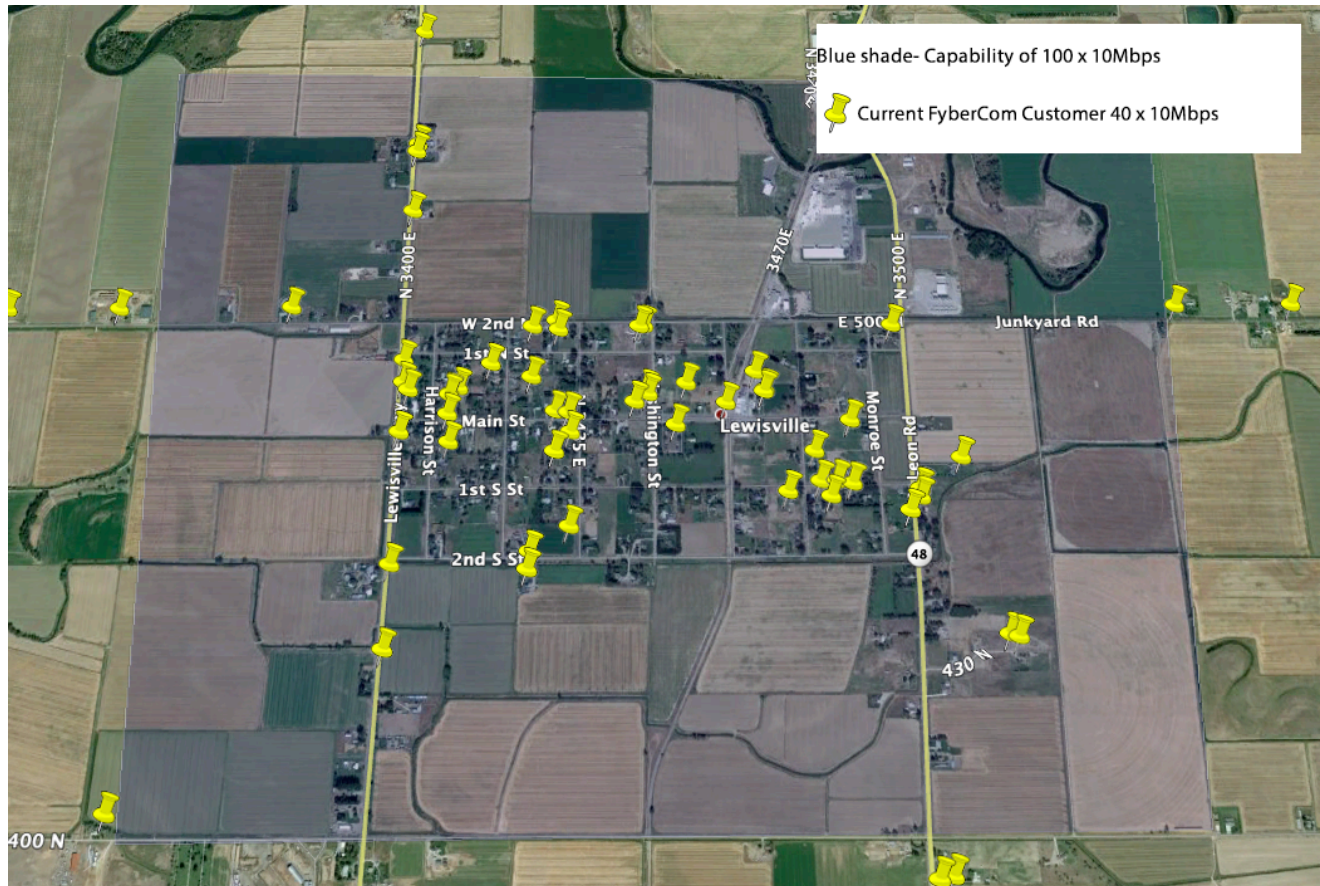 Blue shade- Capability of 100 x 10Mbps
Current FyberCom Customer 40 x 10Mbps
N 3470E
N 3400 E
3470E
N 3500 E
W 2nd
E 500
Junkyard Rd
1st N St
Harrison St
Main St
Lewisville
Monroe St
Leon Rd
Lewisville
1st S St
2nd S St
48
430 N
400 N